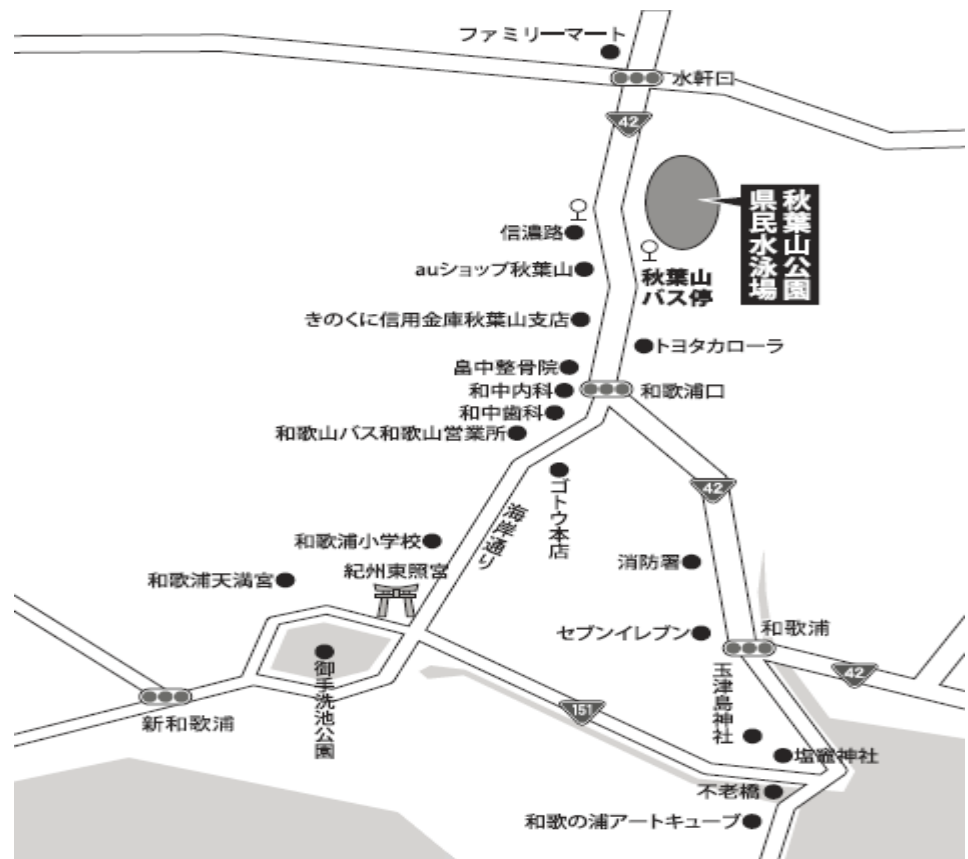 ファミリーマート
水軒口
42
秋葉山公園
県民水泳場
信濃路
auショップ秋葉山
秋葉山
バス停
きのくに信用金庫秋葉山支店
トヨタカローラ
畠中整骨院
和中内科
和歌浦口
和中歯科
和歌山バス和歌山営業所
ゴトウ本店
42
海岸通り
和歌浦小学校
消防署
紀州東照宮
和歌浦天満宮
セブンイレブン
和歌浦
42
御手洗池公園
玉津島神社
151
新和歌浦
塩竈神社
不老橋
和歌の浦アートキューブ